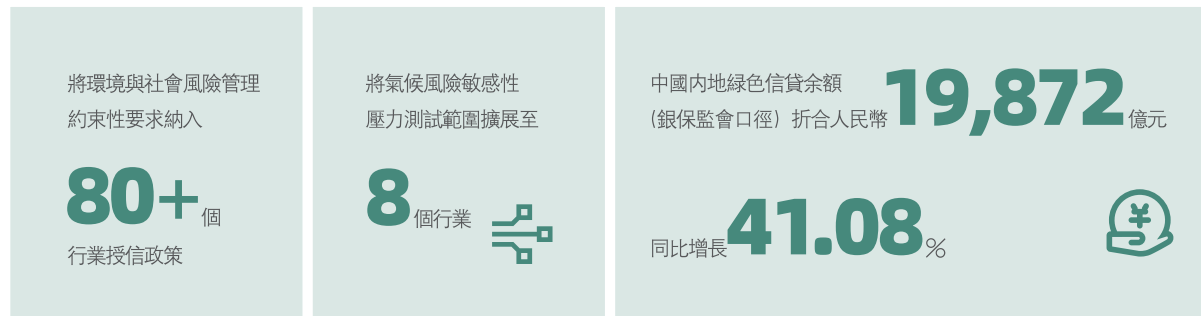 將環境與社會風險管理
約束性要求納入
80+個
行業授信政策
將氣候風險敏感性
壓力測試範圍擴展至
8個行業
中國内地緑色信貸余額
(銀保監會口徑)折合人民幣19,872億元
同比增長41.08%